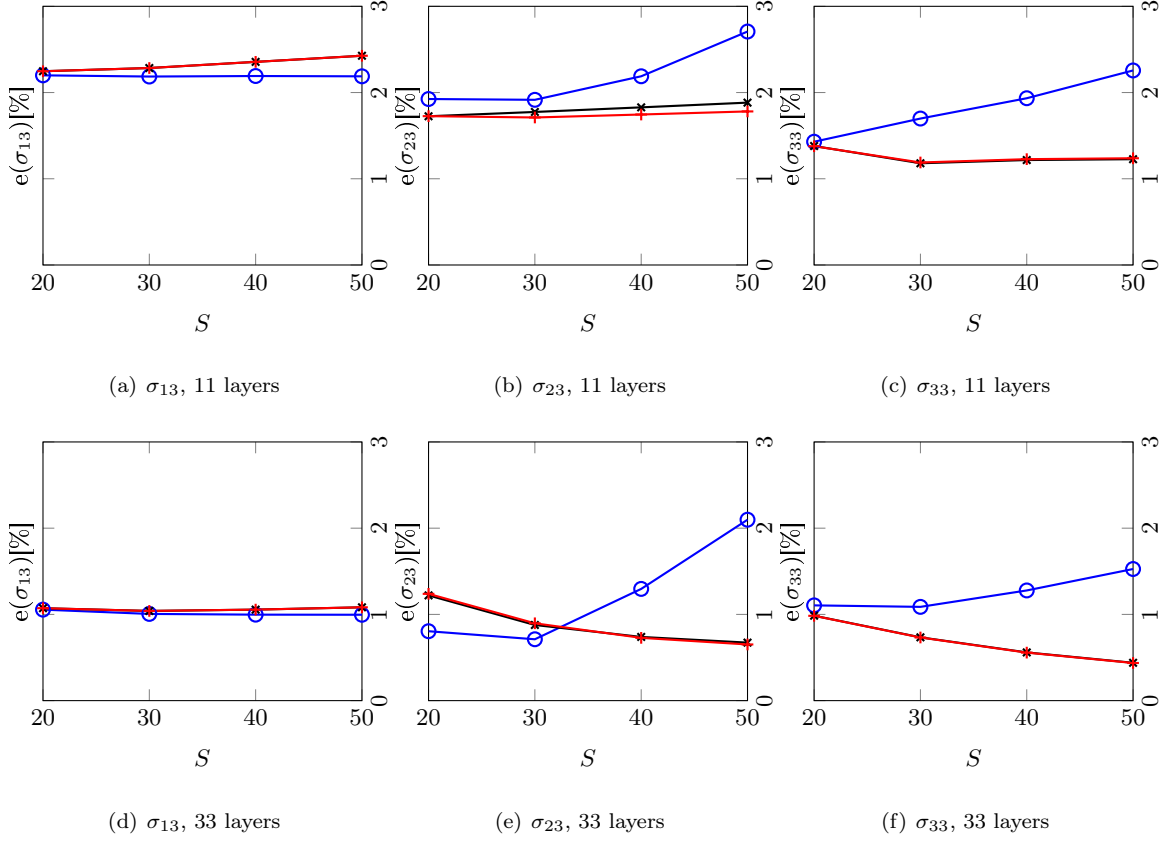 e(σ13)[%]
0 1 2 3
20 30 40 50
S
(a) σ13, 11 layers
e(σ23)[%]
0 1 2 3
20 30 40 50
S
(b) σ23, 11 layers
e(σ33)[%]
0 1 2 3
20 30 40 50
S
(c) σ33, 11 layers
e(σ13)[%]
0 1 2 3
20 30 40 50
S
(d) σ13, 33 layers
e(σ23)[%]
0 1 2 3
20 30 40 50
S
(e) σ23, 33 layers
e(σ33)[%]
0 1 2 3
20 30 40 50
S
(f) σ33, 33 layers